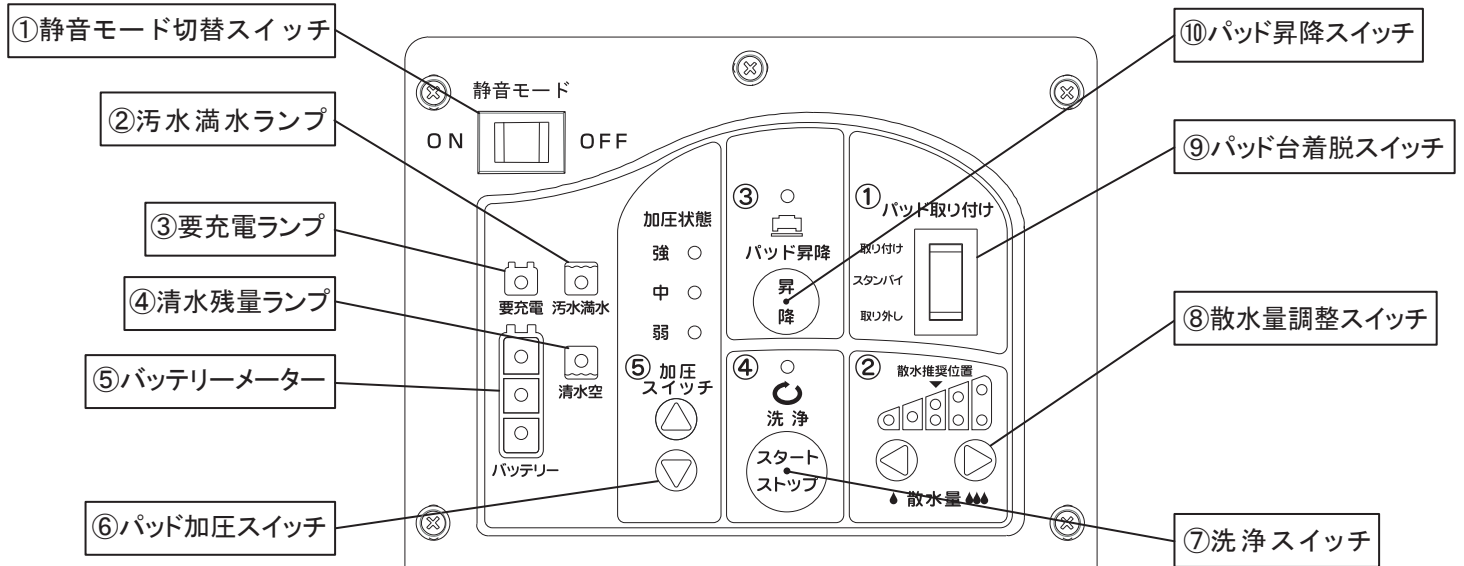 ①静音モード切替スイッチ
②汚水満水ランプ
③要充電ランプ
④清水残量ランプ
⑤バッテリーメーター
⑥パッド加圧スイッチ
静音モード
ON OFF
要充電 汚水満水
清水空
バッテリー
加圧状態
強
中
弱
⑤ 加圧
スイッチ
③
パッド昇降
昇
降
④
洗浄
スタート
ストップ
①
パッド取り付け
取り付け
スタンバイ
取り外し
②
散水推奨位置
散水量
⑩パッド昇降スイッチ
⑨パッド台着脱スイッチ
⑧散水量調整スイッチ
⑦洗浄スイッチ